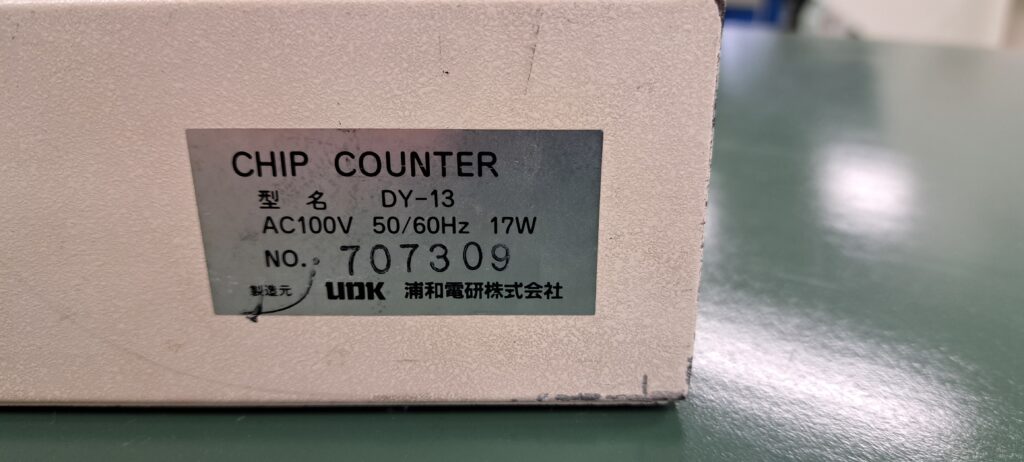 CHIP COUNTER
型名 DY-13
AC100V 50/60Hz 17W
NO. 707309
製造元 UDK 浦和電研株式会社